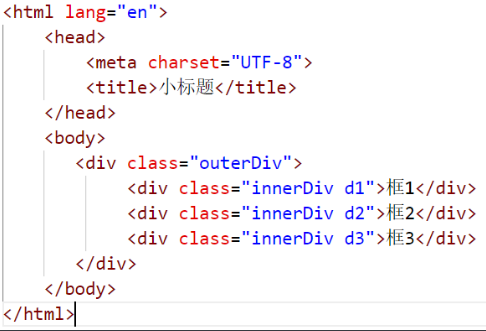 <html lang="en">
<head>
<meta charset="UTF-8">
<title>小标题</title>
</head>
<body>
<div class="outerDiv">
<div class="innerDiv d1">框1</div>
<div class="innerDiv d2">框2</div>
<div class="innerDiv d3">框3</div>
</div>
</body>
</html>